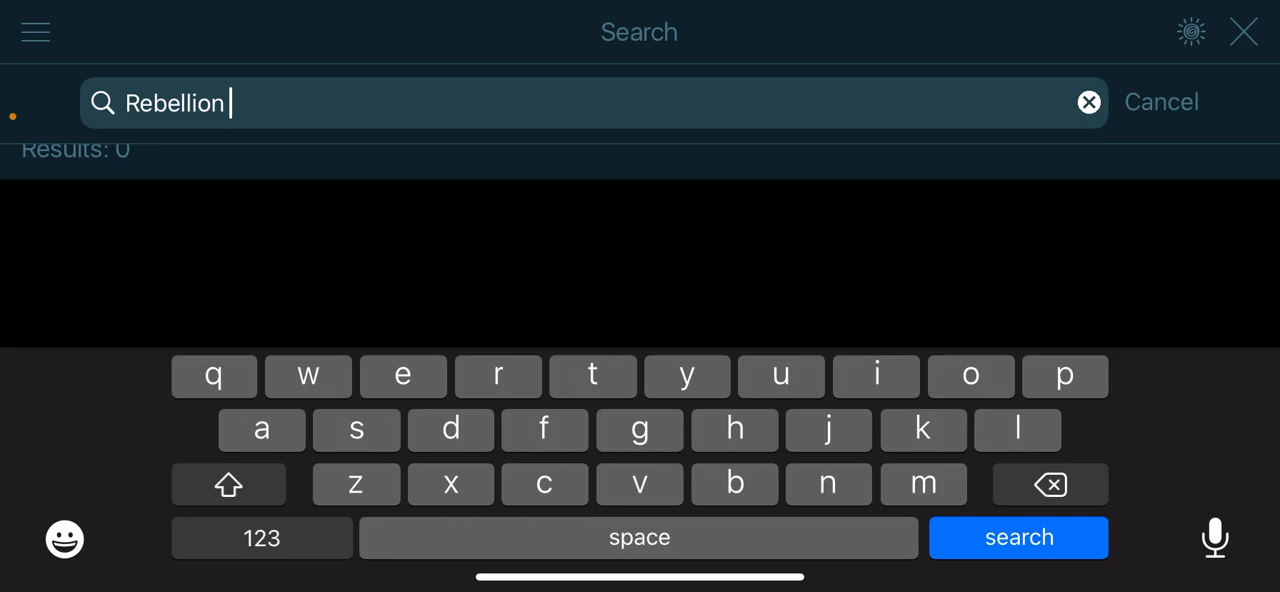 Search
Rebellion
Cancel
Results: 0
q w e r t y u i o p
a s d f g h j k l
z x c v b n m
123 space search